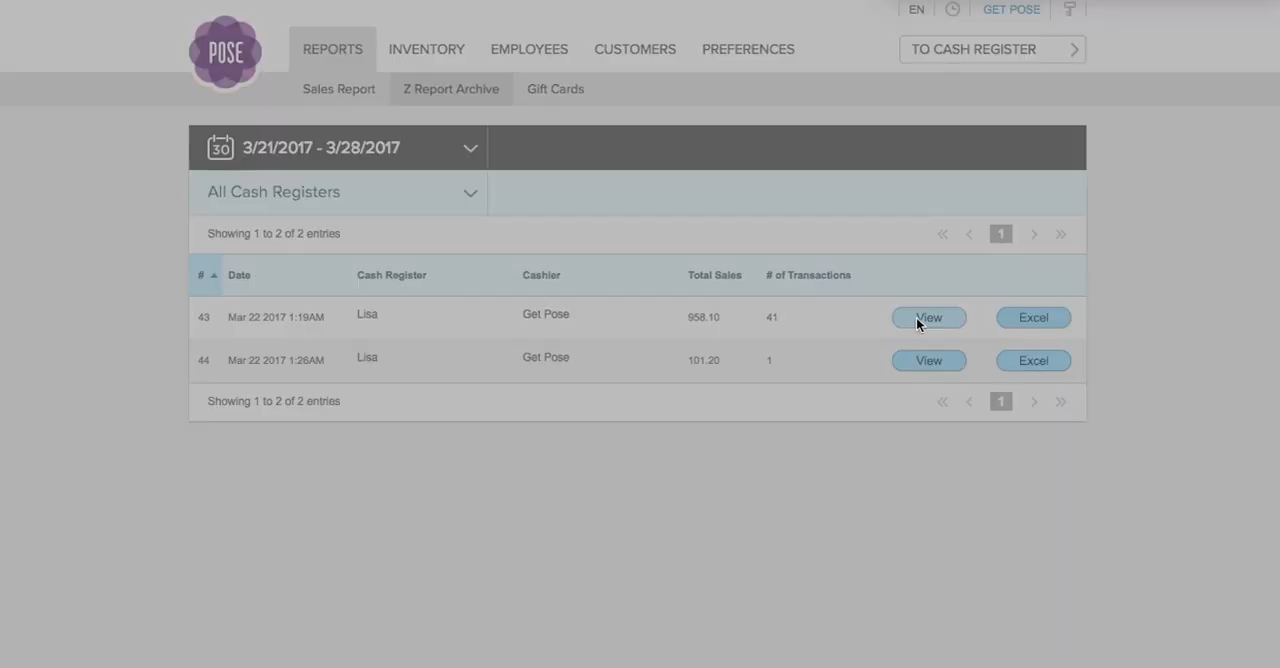 EN GET POSE
POSE REPORTS INVENTORY EMPLOYEES CUSTOMERS PREFERENCES TO CASH REGISTER
Sales Report Z Report Archive Gift Cards
30 3/21/2017 - 3/28/2017
All Cash Registers
Showing 1 to 2 of 2 entries 1
# Date Cash Register Cashier Total Sales # of Transactions
43 Mar 22 2017 1:19AM Lisa Get Pose 958.10 41 View Excel
44 Mar 22 2017 1:26AM Lisa Get Pose 101.20 1 View Excel
Showing 1 to 2 of 2 entries 1